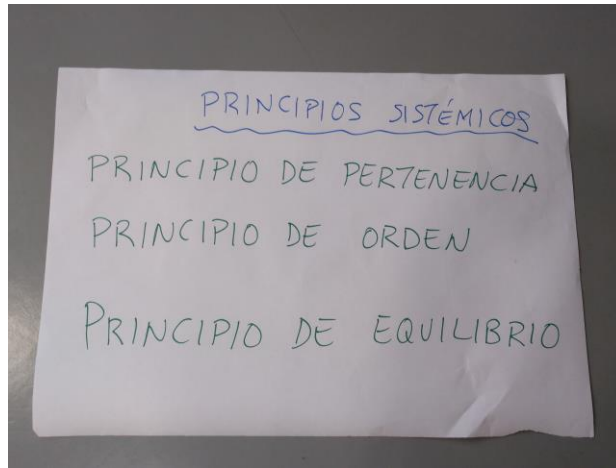 PRINCIPIOS SISTÉMICOS
PRINCIPIO DE PERTENENCIA
PRINCIPIO DE ORDEN
PRINCIPIO DE EQUILIBRIO